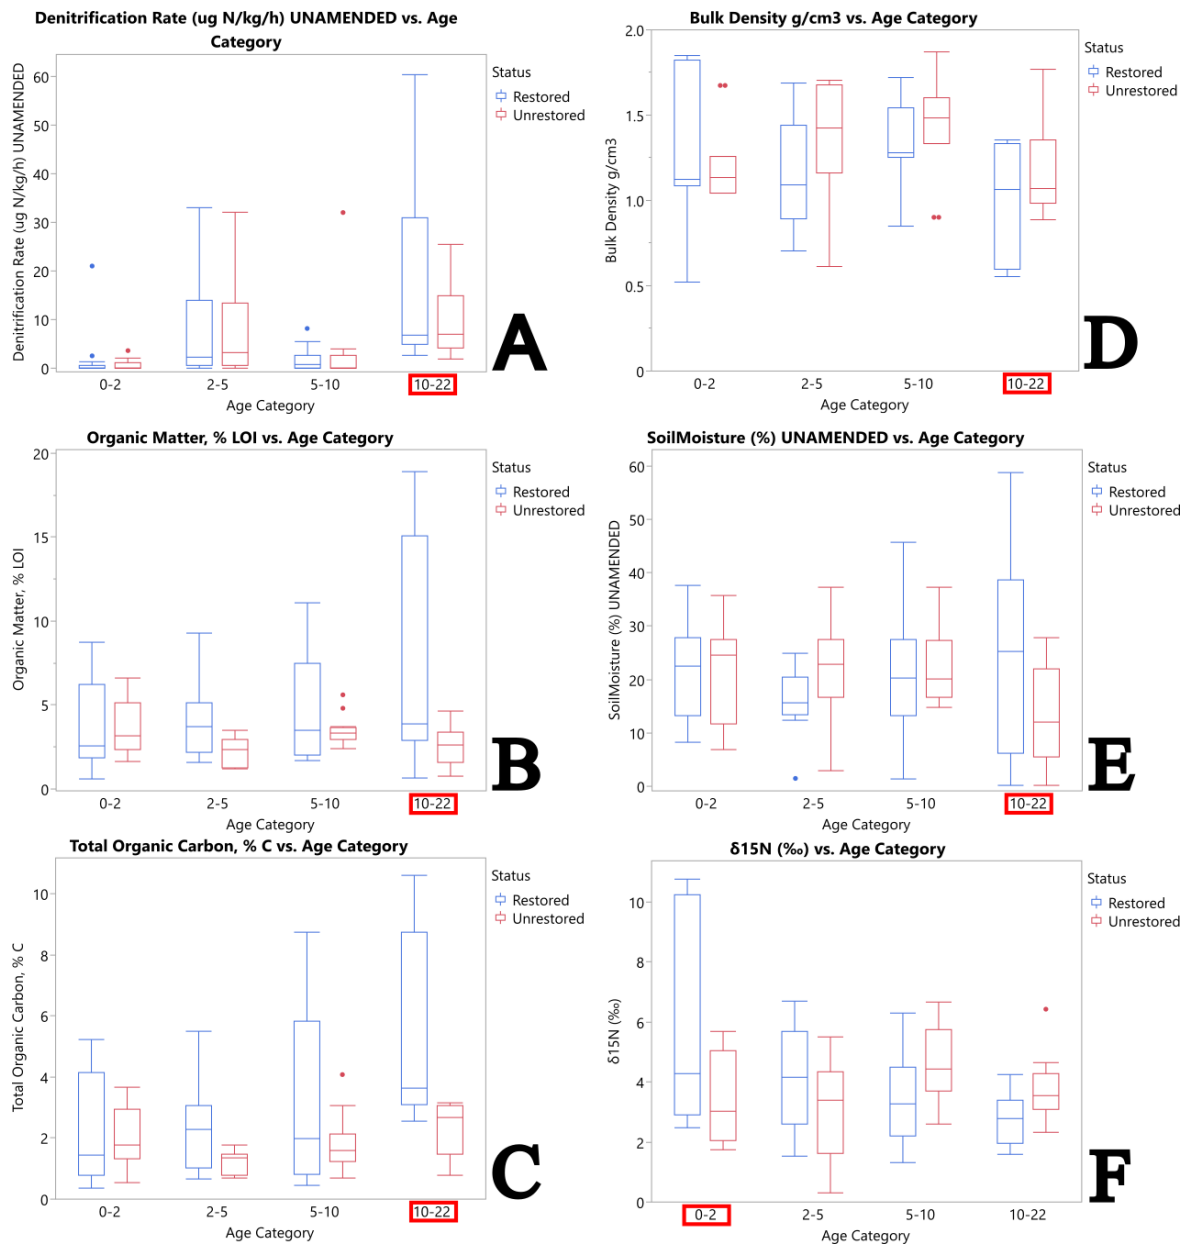 Denitrification Rate (ug N/kg/h) UNAMENDED vs. Age
Category
Denitrification Rate (ug N/kg/h) UNAMENDED
60
50
40
30
20
10
0
0-2
2-5
5-10
10-22
Age Category
Status
Restored
Unrestored
A
Bulk Density g/cm3 vs. Age Category
Bulk Density g/cm3
2.0
1.5
1.0
0.5
0.0
0-2
2-5
5-10
10-22
Age Category
Status
Restored
Unrestored
D
Organic Matter, % LOI vs. Age Category
Organic Matter, % LOI
20
15
10
5
0
0-2
2-5
5-10
10-22
Age Category
Status
Restored
Unrestored
B
SoilMoisture (%) UNAMENDED vs. Age Category
SoilMoisture (%) UNAMENDED
60
50
40
30
20
10
0
0-2
2-5
5-10
10-22
Age Category
Status
Restored
Unrestored
E
Total Organic Carbon, % C vs. Age Category
Total Organic Carbon, % C
10
8
6
4
2
0
0-2
2-5
5-10
10-22
Age Category
Status
Restored
Unrestored
C
δ15N (‰) vs. Age Category
δ15N (‰)
10
8
6
4
2
0
0-2
2-5
5-10
10-22
Age Category
Status
Restored
Unrestored
F